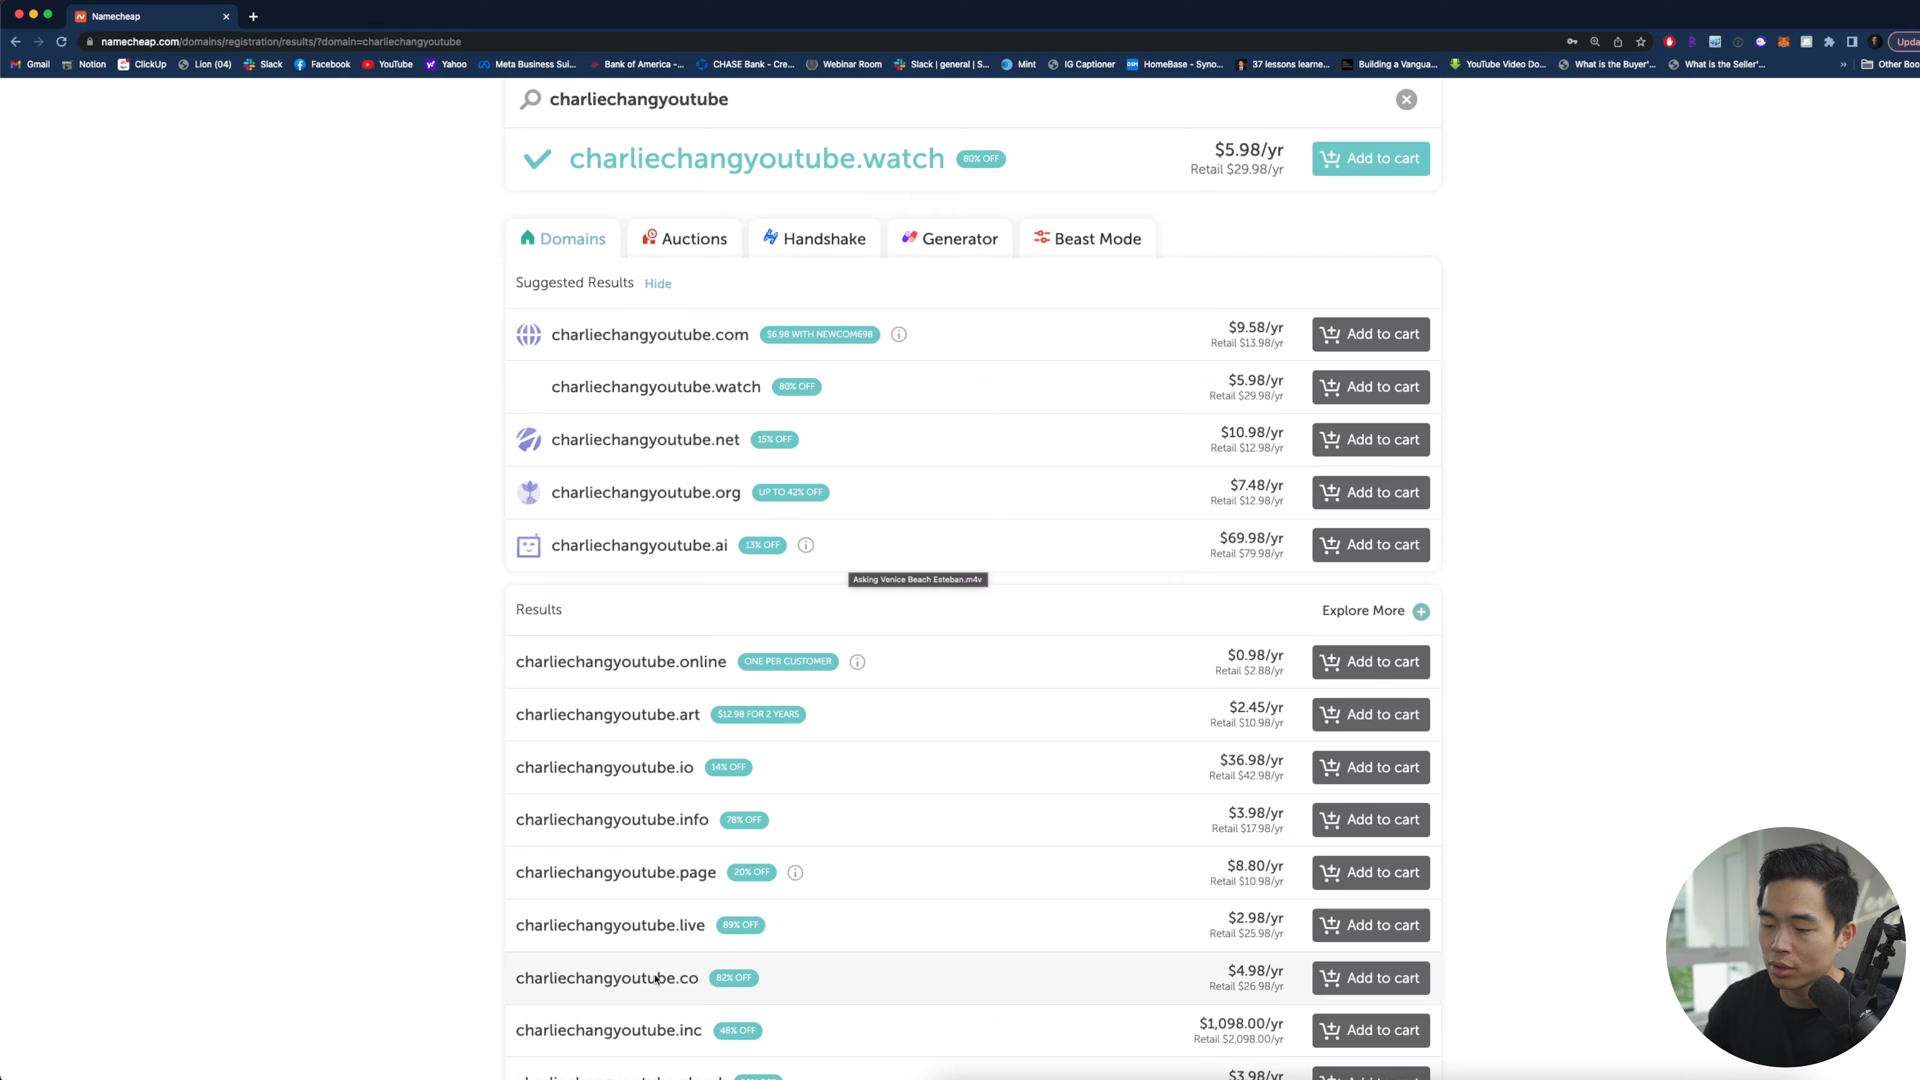 Namecheap
namecheap.com/domains/registration/results/?domain=charliechangyoutube
Upda
Gmail Notion ClickUp Lion (04) Slack Facebook YouTube Yahoo Meta Business Sui... Bank of America -... CHASE Bank - Cre... Webinar Room Slack | general | S... Mint IG Captioner HomeBase - Syno... 37 lessons learne... Building a Vangua... YouTube Video Do... What is the Buyer'... What is the Seller'... » Other Boo
charliechangyoutube
charliechangyoutube.watch 80% OFF $5.98/yr Add to cart
Retail $29.98/yr
Domains Auctions Handshake Generator Beast Mode
Suggested Results Hide
charliechangyoutube.com $6.98 WITH NEWCOM698 $9.58/yr Add to cart
Retail $13.98/yr
charliechangyoutube.watch 80% OFF $5.98/yr Add to cart
Retail $29.98/yr
charliechangyoutube.net 15% OFF $10.98/yr Add to cart
Retail $12.98/yr
charliechangyoutube.org UP TO 42% OFF $7.48/yr Add to cart
Retail $12.98/yr
charliechangyoutube.ai 13% OFF $69.98/yr Add to cart
Retail $79.98/yr
Asking Venice Beach Esteban.m4v
Results Explore More
charliechangyoutube.online ONE PER CUSTOMER $0.98/yr Add to cart
Retail $2.88/yr
charliechangyoutube.art $12.98 FOR 2 YEARS $2.45/yr Add to cart
Retail $10.98/yr
charliechangyoutube.io 14% OFF $36.98/yr Add to cart
Retail $42.98/yr
charliechangyoutube.info 78% OFF $3.98/yr Add to cart
Retail $17.98/yr
charliechangyoutube.page 20% OFF $8.80/yr Add to cart
Retail $10.98/yr
charliechangyoutube.live 89% OFF $2.98/yr Add to cart
Retail $25.98/yr
charliechangyoutube.co 82% OFF $4.98/yr Add to cart
Retail $26.98/yr
charliechangyoutube.inc 48% OFF $1,098.00/yr Add to cart
Retail $2,098.00/yr
$3.98/yr